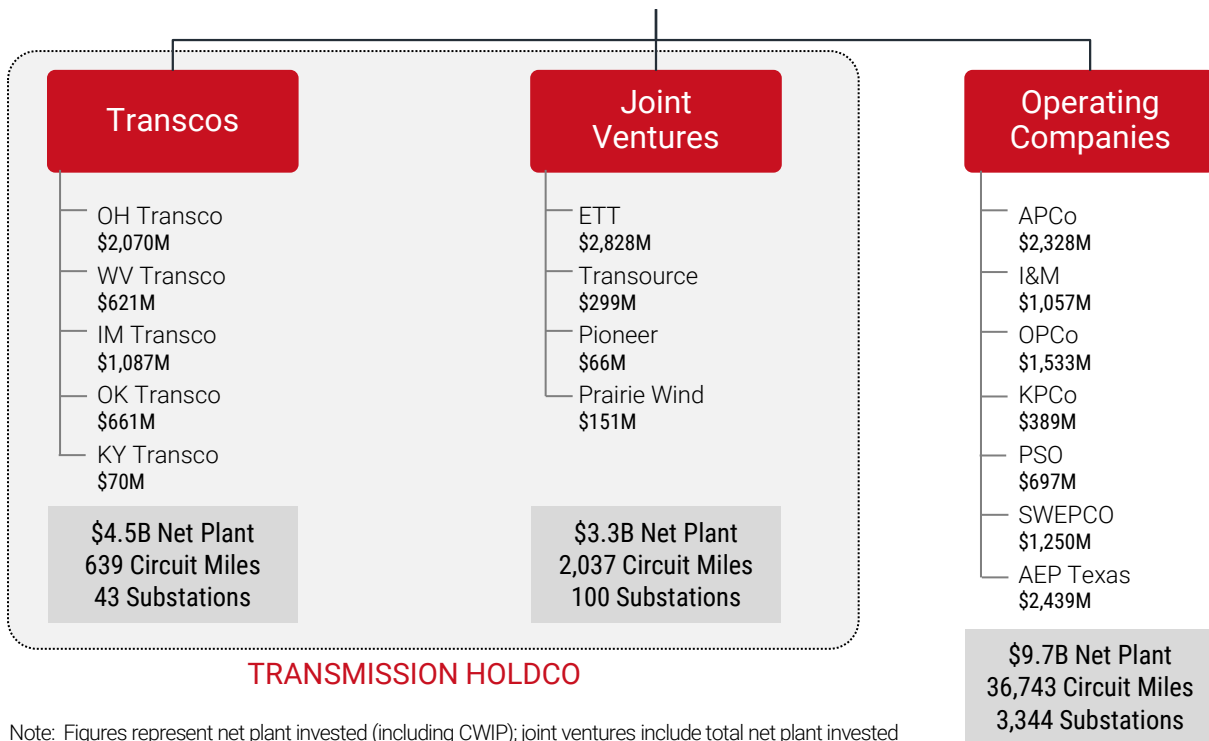 Transcos
OH Transco
$2,070M
WV Transco
$621M
IM Transco
$1,087M
OK Transco
$661M
KY Transco
$70M
$4.5B Net Plant
639 Circuit Miles
43 Substations
Joint
Ventures
ETT
$2,828M
Transource
$299M
Pioneer
$66M
Prairie Wind
$151M
$3.3B Net Plant
2,037 Circuit Miles
100 Substations
TRANSMISSION HOLDCO
Operating
Companies
APCo
$2,328M
I&M
$1,057M
OPCo
$1,533M
KPCo
$389M
PSO
$697M
SWEPCO
$1,250M
AEP Texas
$2,439M
$9.7B Net Plant
36,743 Circuit Miles
3,344 Substations
Note: Figures represent net plant invested (including CWIP); joint ventures include total net plant invested